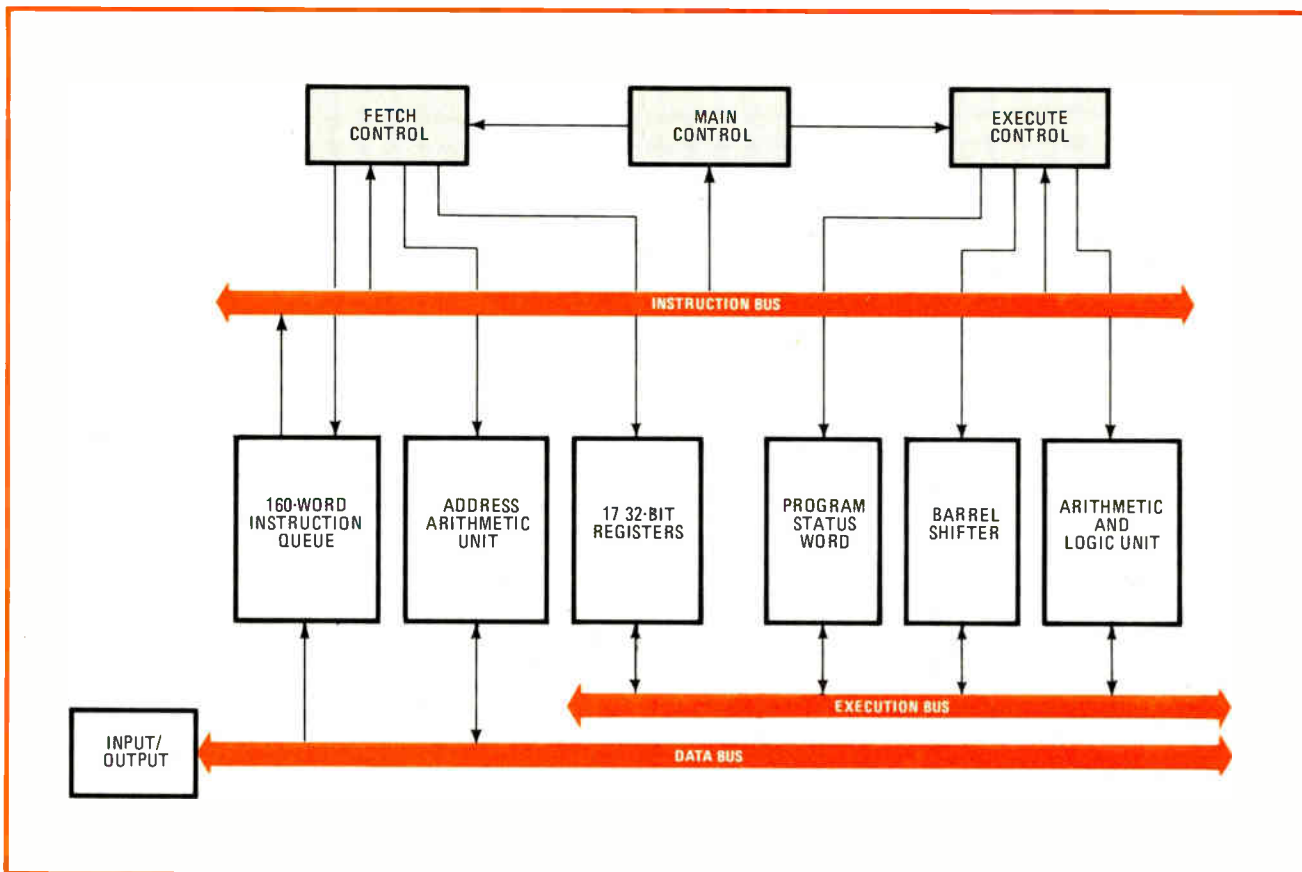 FETCH
CONTROL
MAIN
CONTROL
EXECUTE
CONTROL
INSTRUCTION BUS
160-WORD
INSTRUCTION
QUEUE
ADDRESS
ARITHMETIC
UNIT
17 32-BIT
REGISTERS
PROGRAM
STATUS
WORD
BARREL
SHIFTER
ARITHMETIC
AND
LOGIC UNIT
EXECUTION BUS
INPUT/
OUTPUT
DATA BUS